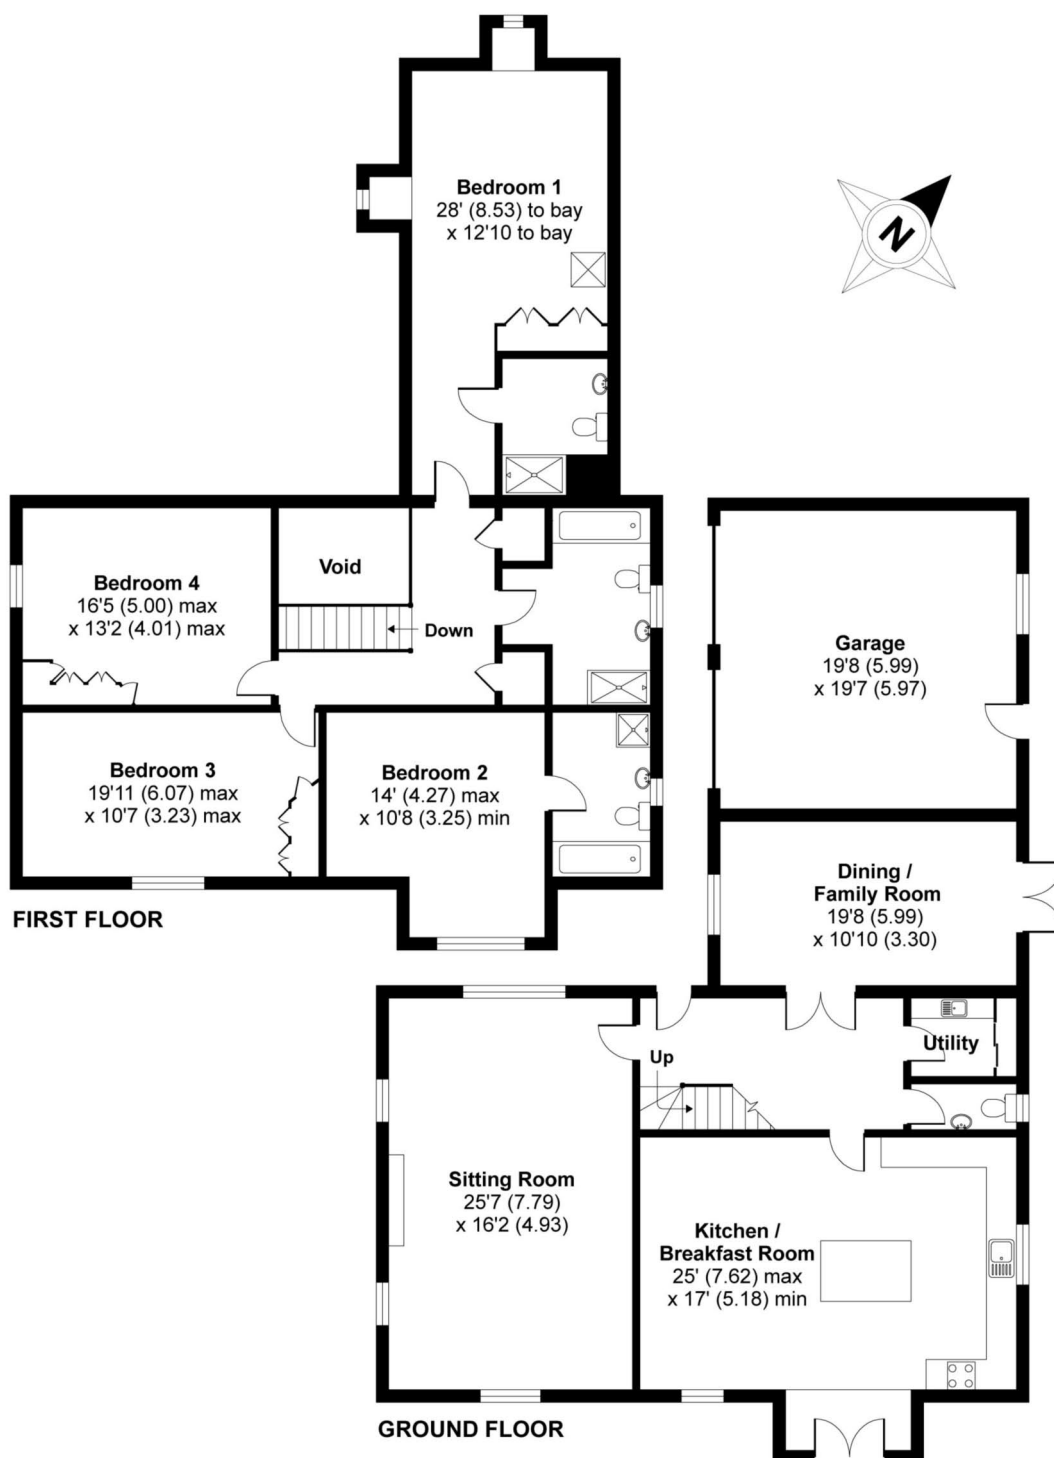 Bedroom 1
28' (8.53) to bay
x 12'10 to bay
N
Void
Bedroom 4
16'5 (5.00) max
x 13'2 (4.01) max
Down
Garage
19'8 (5.99)
x 19'7 (5.97)
Bedroom 3
19'11 (6.07) max
x 10'7 (3.23) max
Bedroom 2
14' (4.27) max
x 10'8 (3.25) min
Dining /
Family Room
19'8 (5.99)
x 10'10 (3.30)
FIRST FLOOR
Up
Utility
Sitting Room
25'7 (7.79)
x 16'2 (4.93)
Kitchen /
Breakfast Room
25' (7.62) max
x 17' (5.18) min
GROUND FLOOR